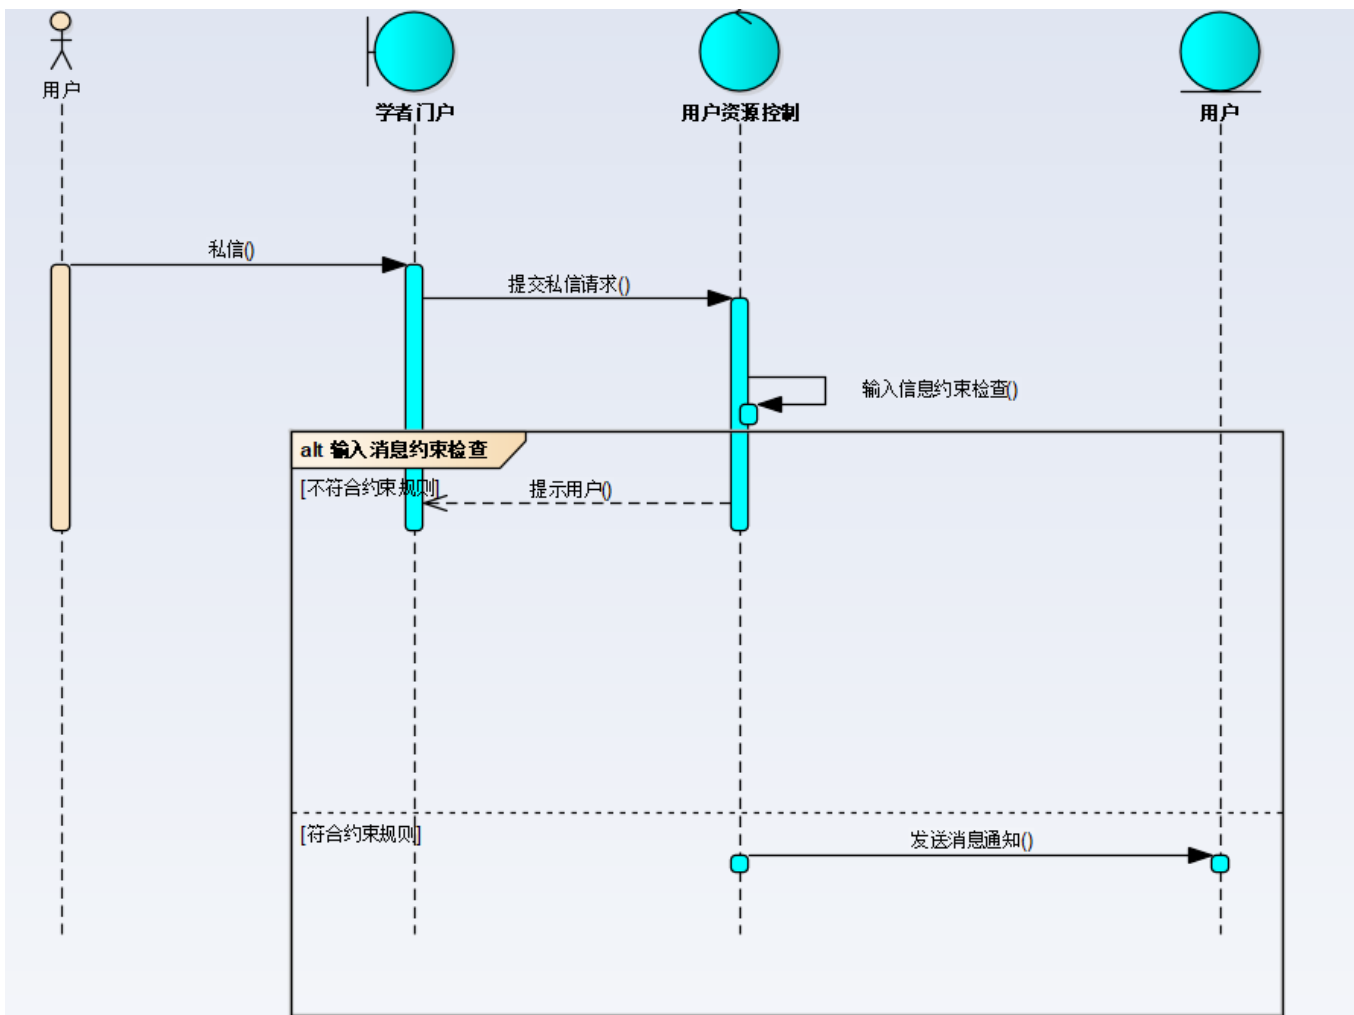 用户
学者门户
用户资源控制
用户
私信()
提交私信请求()
输入信息约束检查()
alt 输入消息约束检查
[不符合约束规则]
提示用户()
[符合约束规则]
发送消息通知()